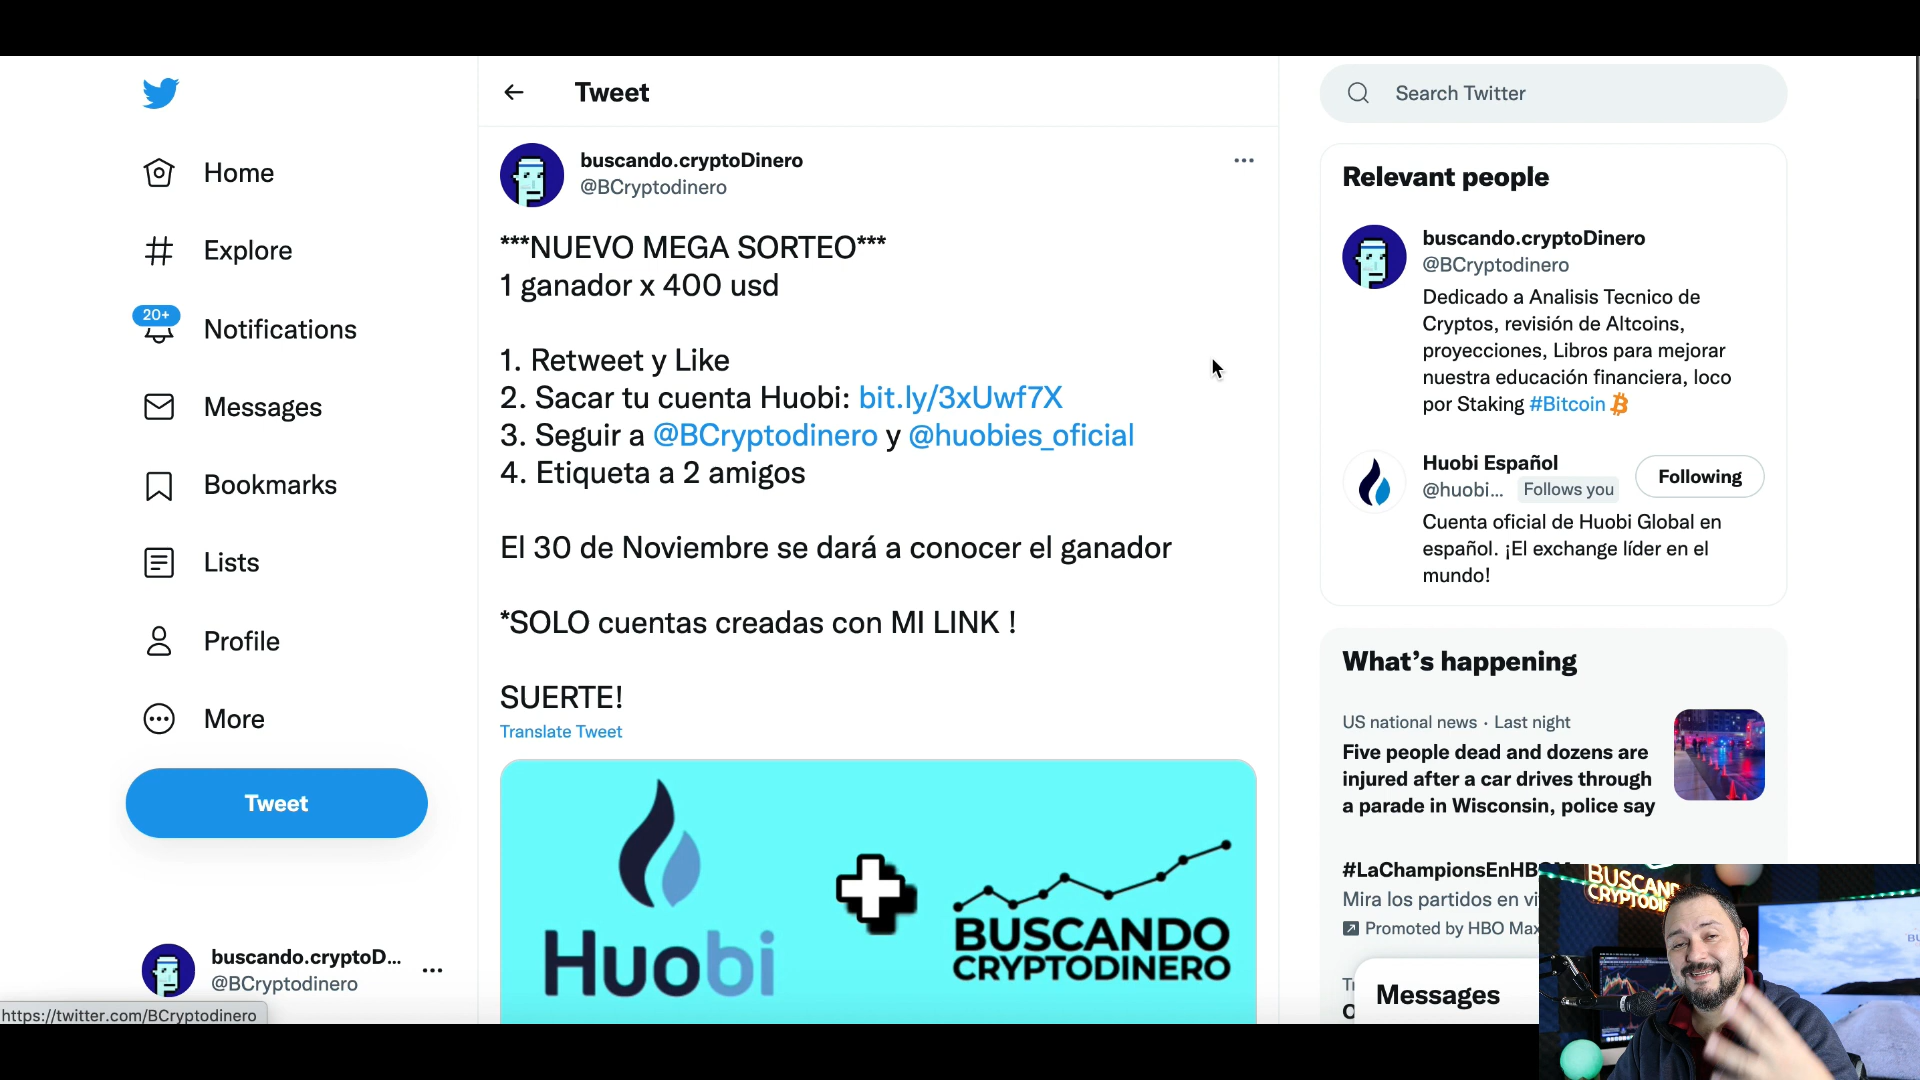 Home
Explore
20+
Notifications
Messages
Bookmarks
Lists
Profile
More
Tweet
buscando.cryptoD...
@BCryptodinero
https://twitter.com/BCryptodinero
Tweet
buscando.cryptoDinero
@BCryptodinero
***NUEVO MEGA SORTEO***
1 ganador x 400 usd
1. Retweet y Like
2. Sacar tu cuenta Huobi: bit.ly/3xUwf7X
3. Seguir a @BCryptodinero y @huobies_oficial
4. Etiqueta a 2 amigos
El 30 de Noviembre se dará a conocer el ganador
*SOLO cuentas creadas con MI LINK !
SUERTE!
Translate Tweet
Huobi
BUSCANDO
CRYPTODINERO
Search Twitter
Relevant people
buscando.cryptoDinero
@BCryptodinero
Dedicado a Analisis Tecnico de
Cryptos, revisión de Altcoins,
proyecciones, Libros para mejorar
nuestra educación financiera, loco
por Staking #Bitcoin
Huobi Español
@huobi... Follows you
Following
Cuenta oficial de Huobi Global en
español. ¡El exchange líder en el
mundo!
What's happening
US national news · Last night
Five people dead and dozens are
injured after a car drives through
a parade in Wisconsin, police say
#LaChampionsEnHBO
Mira los partidos en vi
Promoted by HBO Max
Messages
BUSCAND
CRYPTODIN